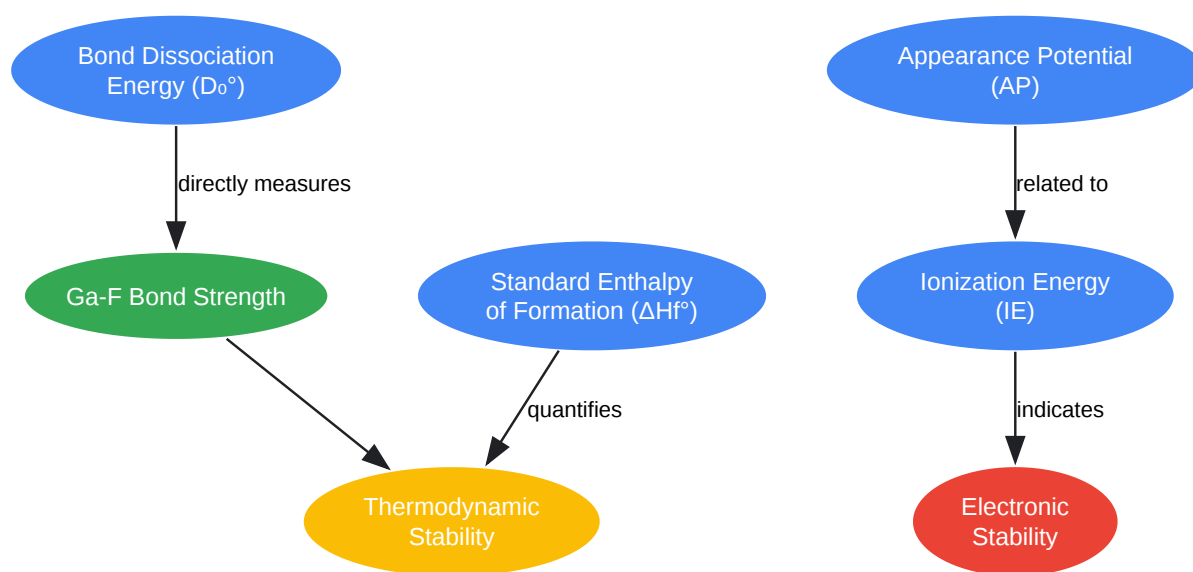 Bond Dissociation
Energy (D₀°)
Appearance Potential
(AP)
directly measures
related to
Ga-F Bond Strength
Standard Enthalpy
of Formation (ΔHf°)
Ionization Energy
(IE)
quantifies
indicates
Thermodynamic
Stability
Electronic
Stability